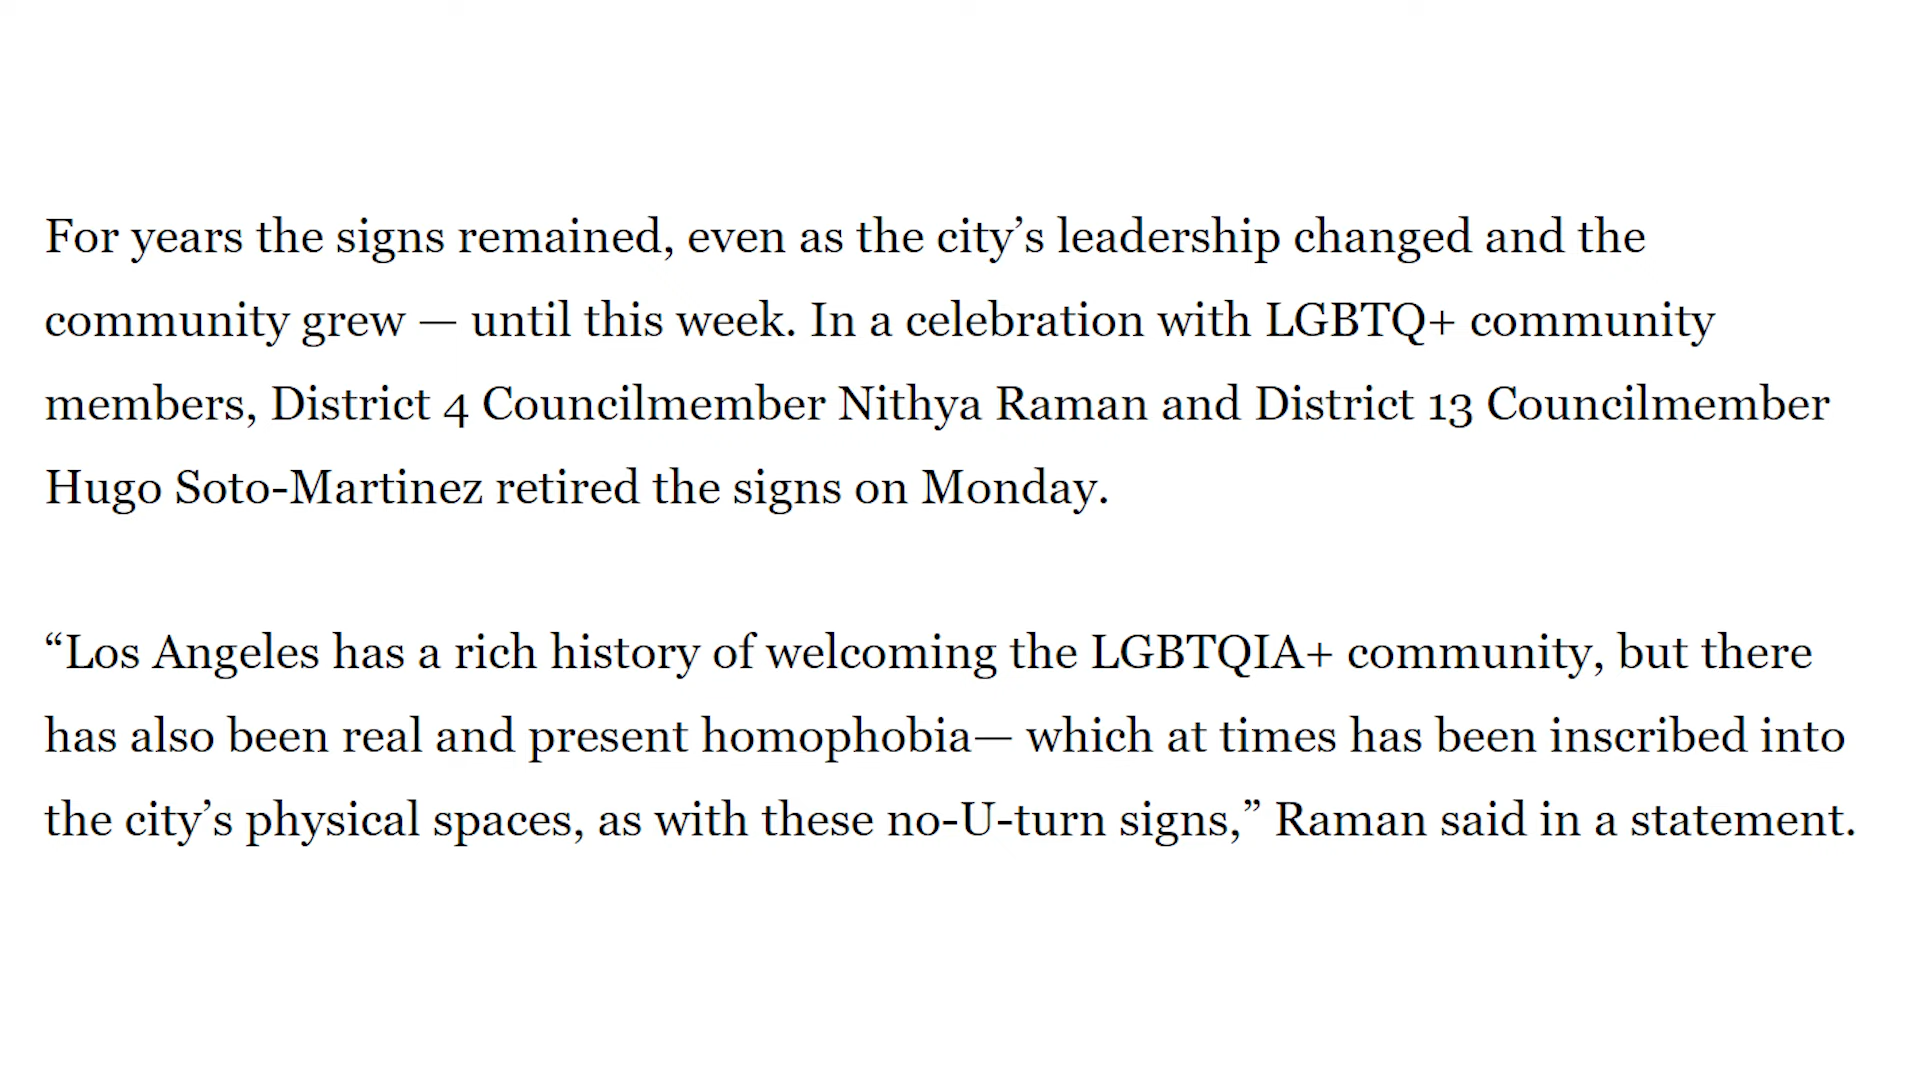 For years the signs remained, even as the city’s leadership changed and the
community grew — until this week. In a celebration with LGBTQ+ community
members, District 4 Councilmember Nithya Raman and District 13 Councilmember
Hugo Soto-Martinez retired the signs on Monday.
“Los Angeles has a rich history of welcoming the LGBTQIA+ community, but there
has also been real and present homophobia— which at times has been inscribed into
the city’s physical spaces, as with these no-U-turn signs,” Raman said in a statement.